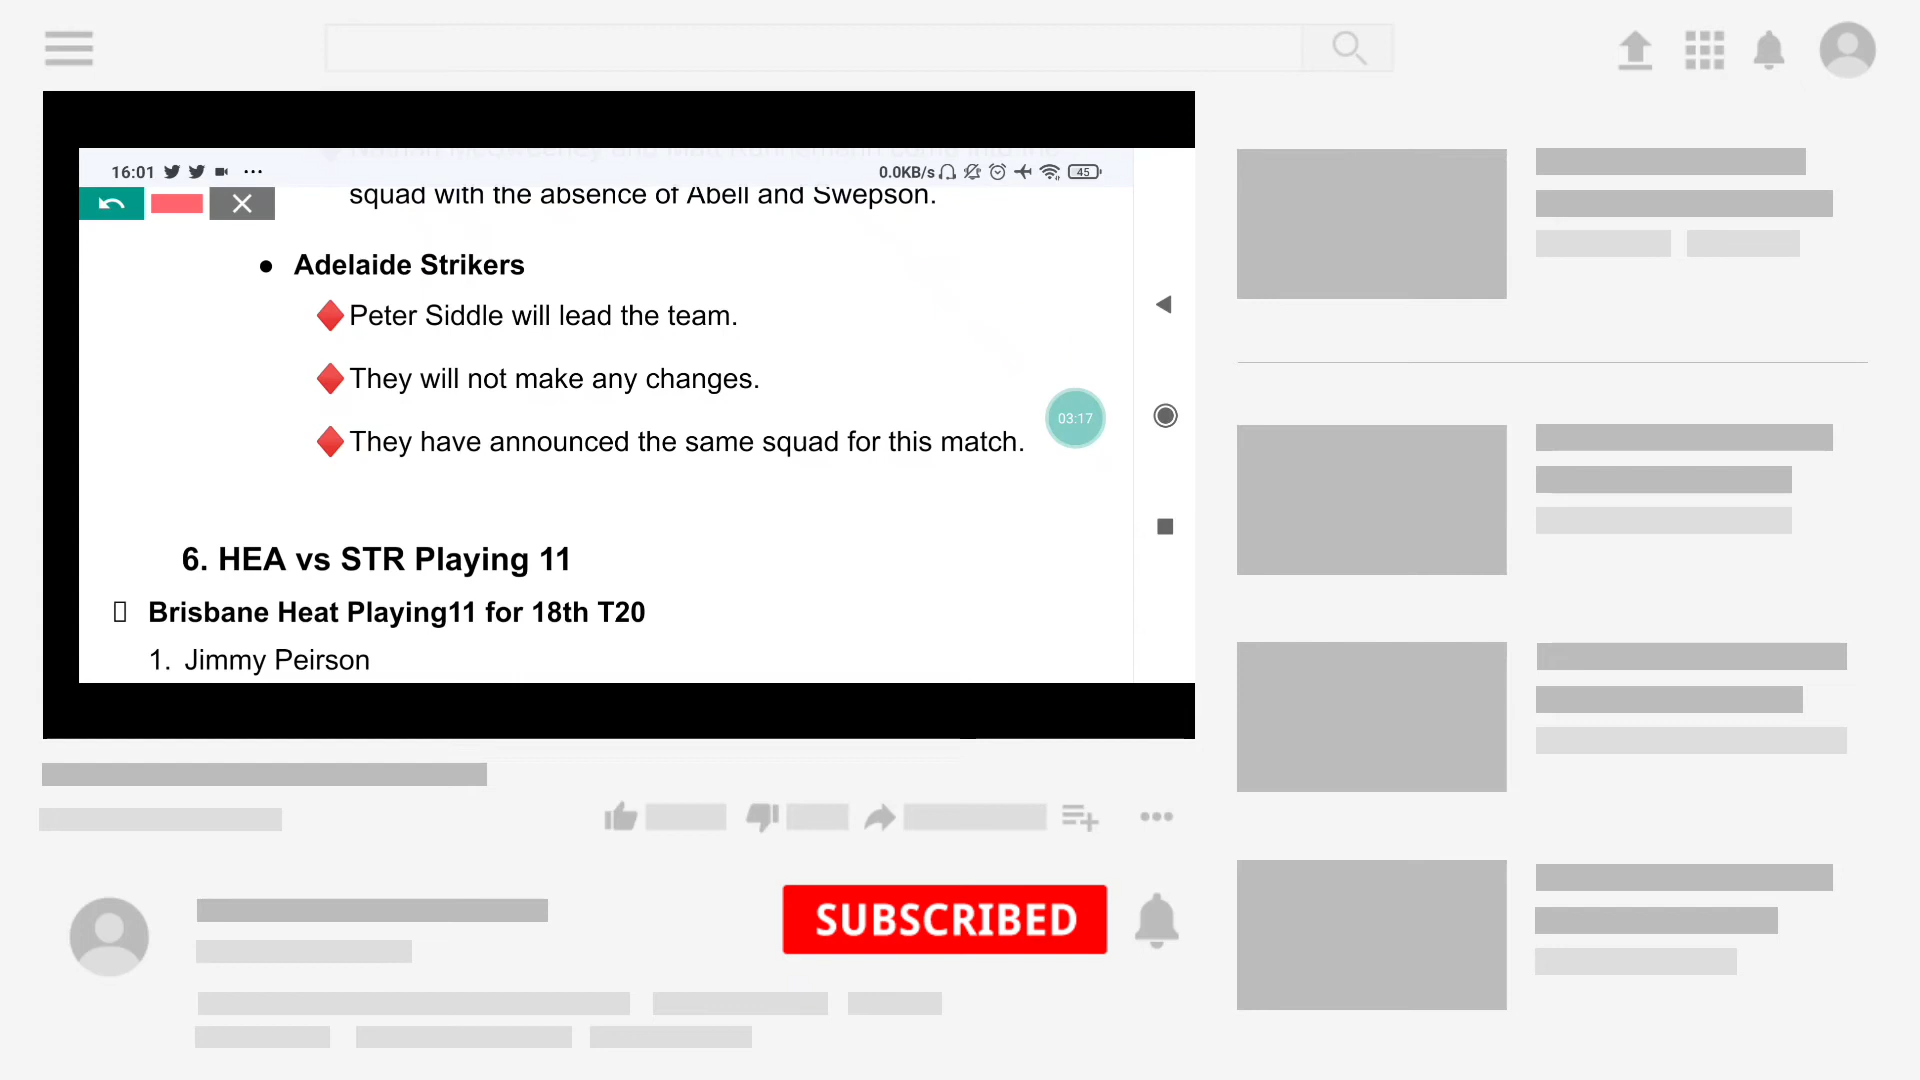 16:01 ... 0.0KB/s 45
squad with the absence of Abell and Swepson.
● Adelaide Strikers
Peter Siddle will lead the team.
They will not make any changes.
03:17
They have announced the same squad for this match.
6. HEA vs STR Playing 11
Brisbane Heat Playing11 for 18th T20
1. Jimmy Peirson
SUBSCRIBED